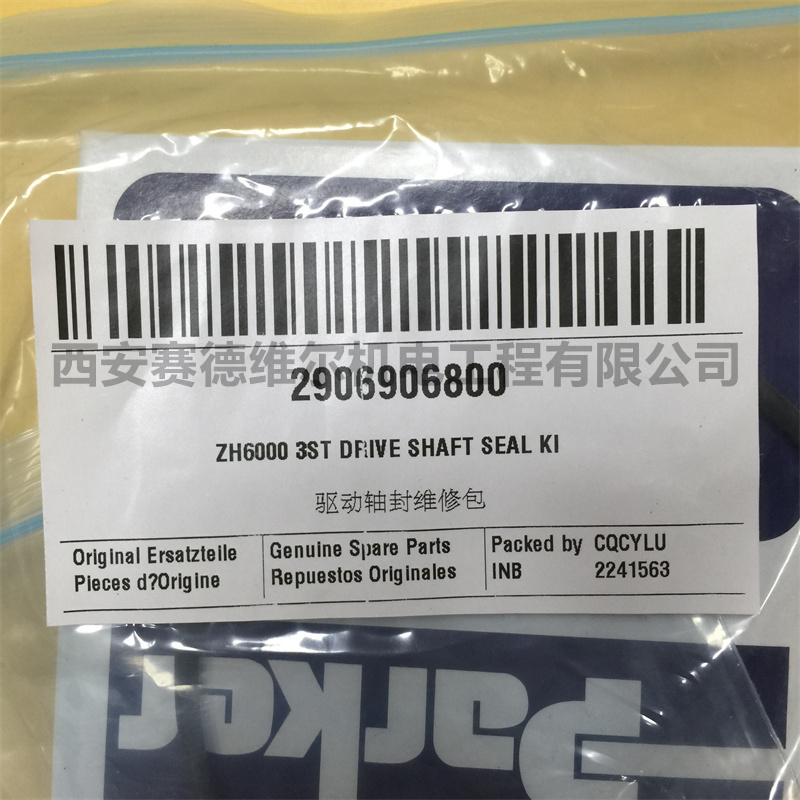 西安赛德维尔机电工程有限公司
2906906800
ZH6000 3ST DRIVE SHAFT SEAL KI
驱动轴封维修包
Original Ersatzteile
Pieces d?Origine
Genuine Spare Parts
Repuestos Originales
Packed by CQCYLU
INB 2241563
Parker